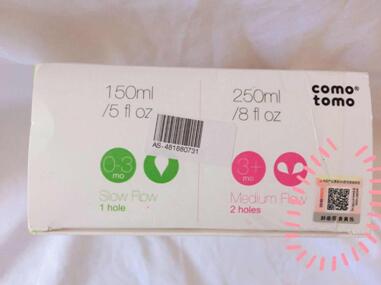 150ml
/5 fl oz
250ml
/8 fl oz
como®
tomo
AS-481880731
0-3
mo
3+
mo
Slow Flow
1 hole
Medium Flow
2 holes